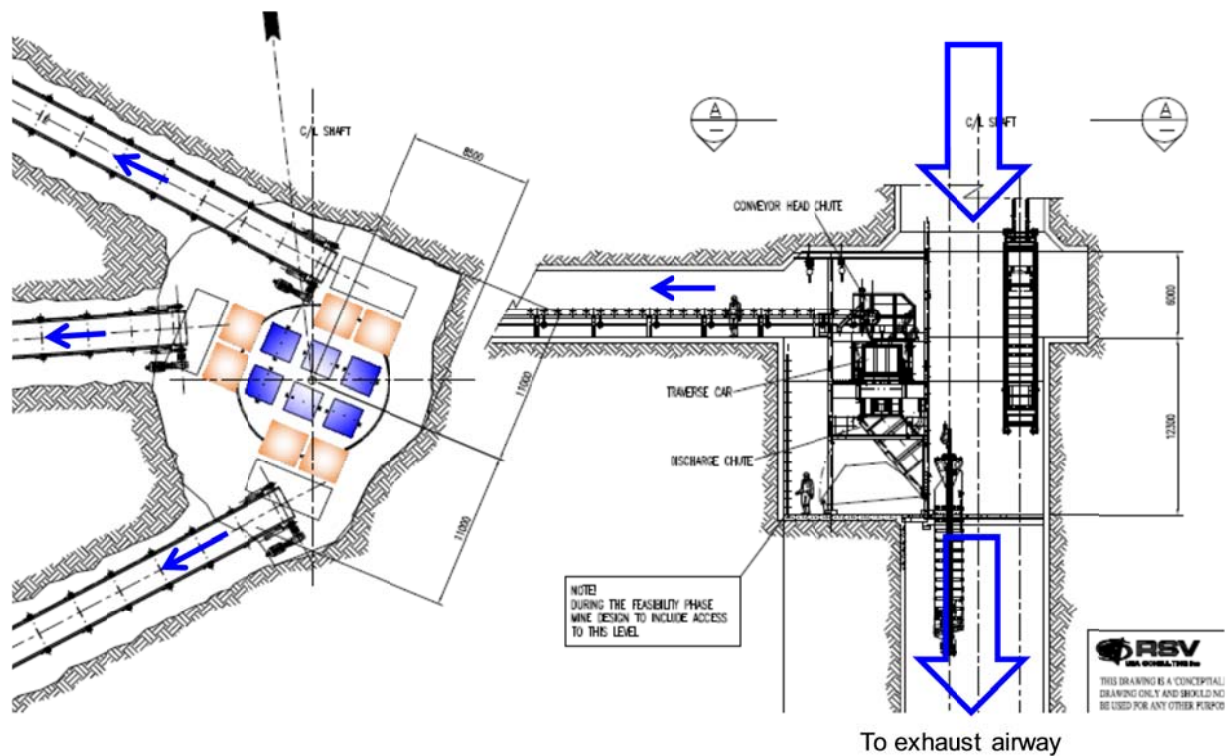 C/L SHAFT
8500
11000
11000
A
C/L SHAFT
A
CONVEYOR HEAD CHUTE
TRAVERSE CAR
DISCHARGE CHUTE
6000
12300
NOTE!
DURING THE FEASIBILITY PHASE
MINE DESIGN TO INCLUDE ACCESS
TO THIS LEVEL
RSV
THIS DRAWING IS A 'CONCEPTUAL
DRAWING ONLY AND SHOULD NO
BE USED FOR ANY OTHER PURPOS
To exhaust airway